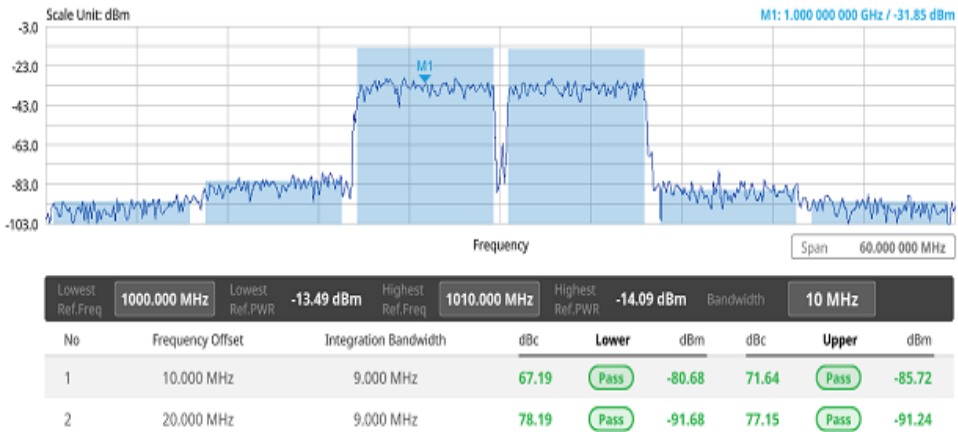 Scale Unit: dBm M1: 1.000 000 000 GHz / -31.85 dBm
-3.0
-23.0
M1
-43.0
-63.0
-83.0
-103.0
Frequency
Span 60.000 000 MHz
Lowest Ref.Freq 1000.000 MHz Lowest Ref.PWR -13.49 dBm Highest Ref.Freq 1010.000 MHz Highest Ref.PWR -14.09 dBm Bandwidth 10 MHz
No Frequency Offset Integration Bandwidth dBc Lower dBm dBc Upper dBm
1 10.000 MHz 9.000 MHz 67.19 Pass -80.68 71.64 Pass -85.72
2 20.000 MHz 9.000 MHz 78.19 Pass -91.68 77.15 Pass -91.24